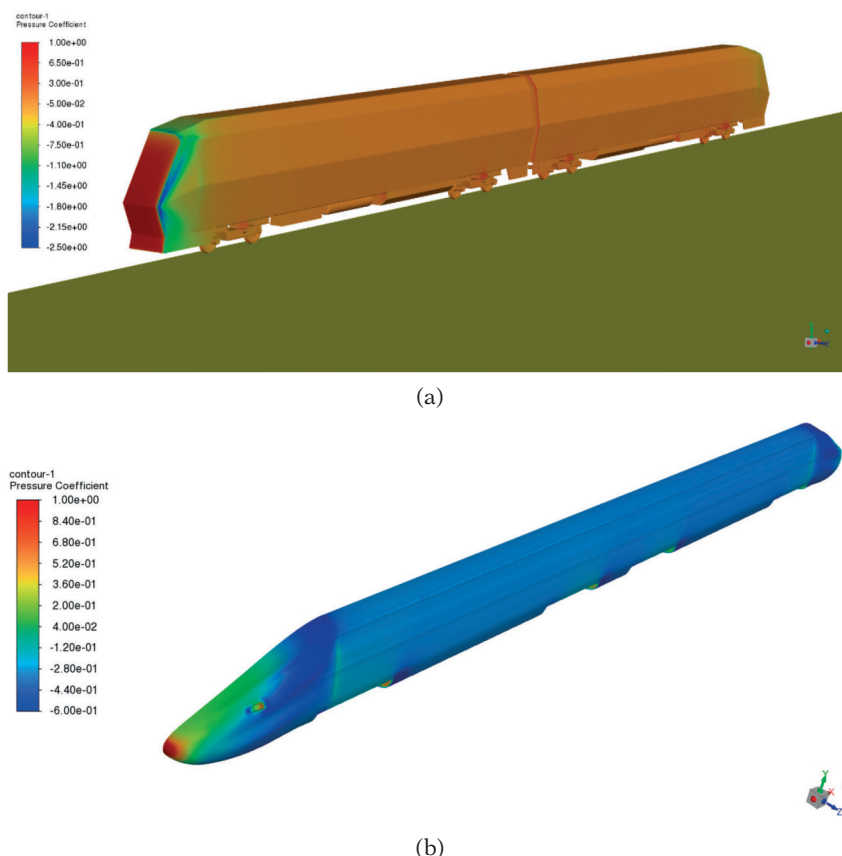 contour-1
Pressure Coefficient
1.00e+00
6.50e-01
3.00e-01
-5.00e-02
-4.00e-01
-7.50e-01
-1.10e+00
-1.45e+00
-1.80e+00
-2.15e+00
-2.50e+00
(a)
contour-1
Pressure Coefficient
1.00e+00
8.40e-01
6.80e-01
5.20e-01
3.60e-01
2.00e-01
4.00e-02
-1.20e-01
-2.80e-01
-4.40e-01
-6.00e-01
Y
X
Z
(b)